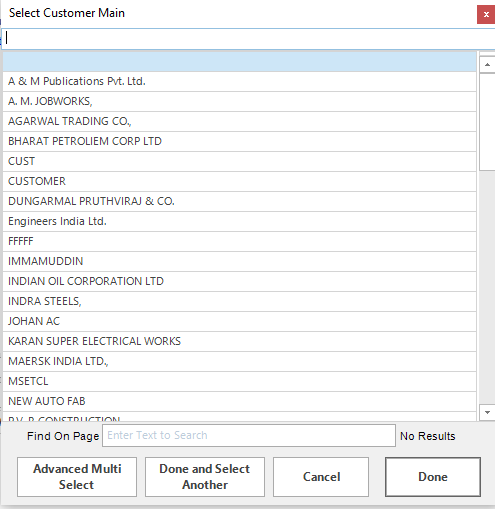 Select Customer Main
x
A & M Publications Pvt. Ltd.
A. M. JOBWORKS,
AGARWAL TRADING CO.,
BHARAT PETROLIEM CORP LTD
CUST
CUSTOMER
DUNGARMAL PRUTHVIRAJ & CO.
Engineers India Ltd.
FFFFF
IMMAMUDDIN
INDIAN OIL CORPORATION LTD
INDRA STEELS,
JOHAN AC
KARAN SUPER ELECTRICAL WORKS
MAERSK INDIA LTD.,
MSETCL
NEW AUTO FAB
CONSTRUCTION
Find On Page Enter Text to Search No Results
Advanced Multi Select
Done and Select Another
Cancel
Done